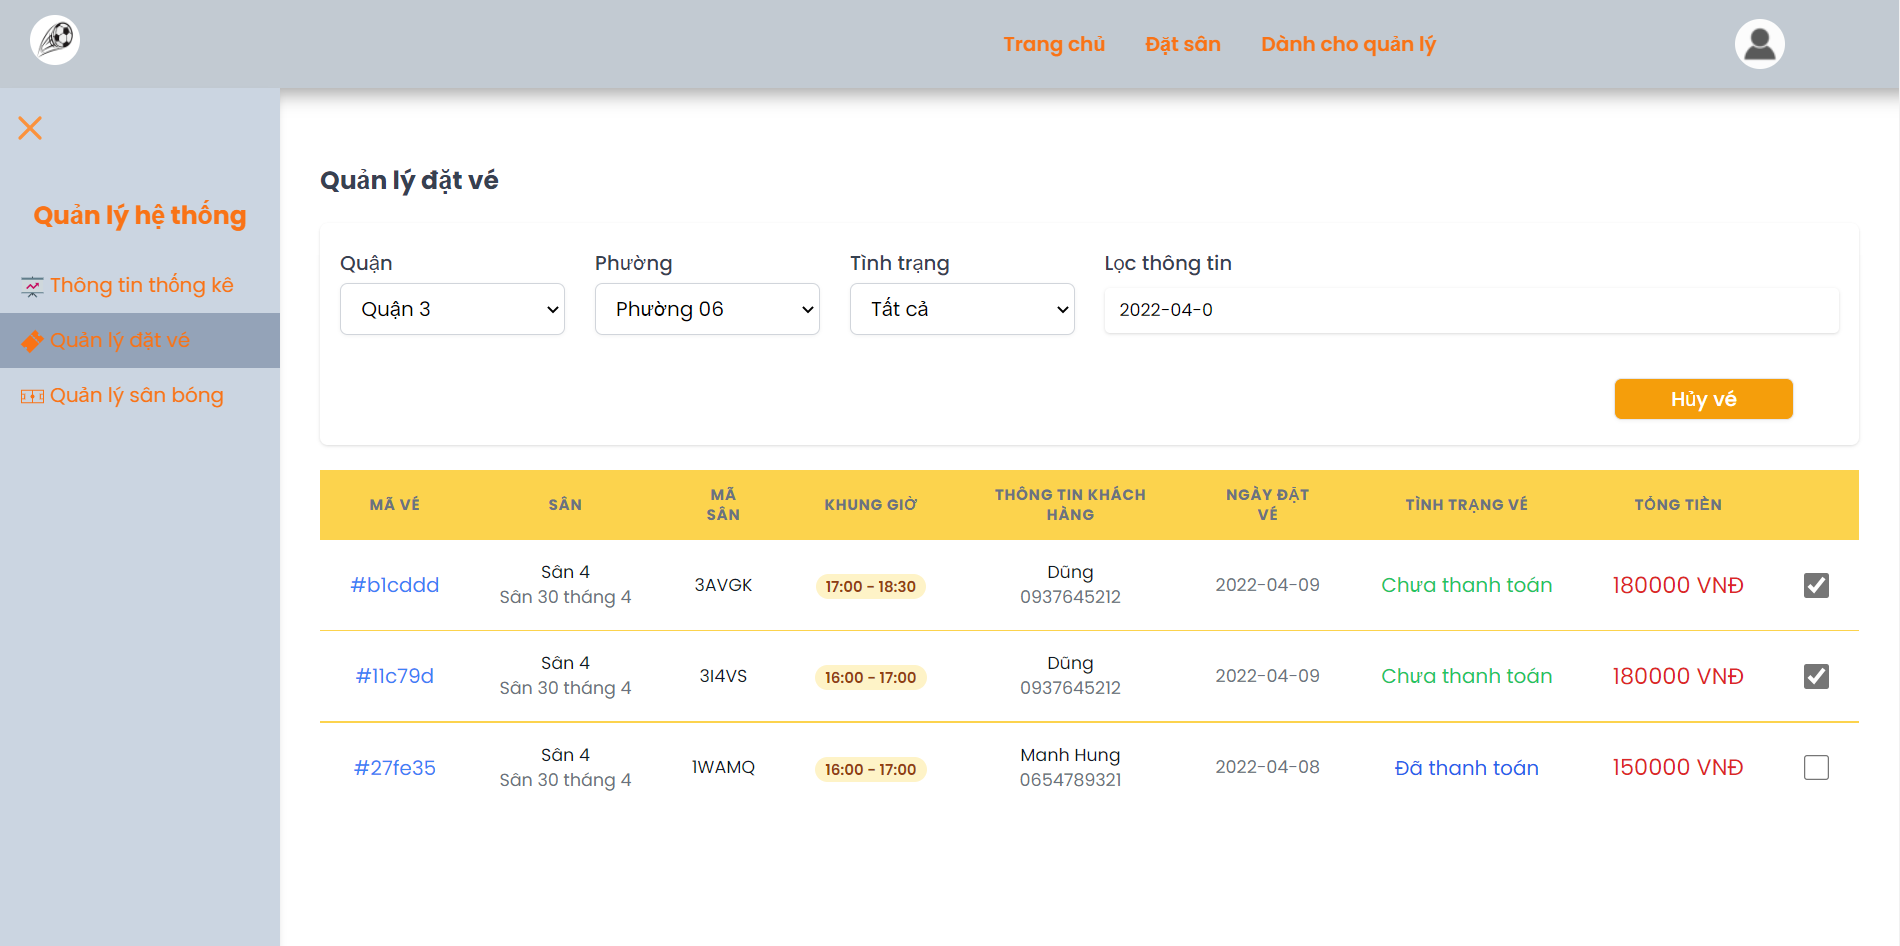 Trang chủ
Đặt sân
Dành cho quản lý
Quản lý hệ thống
Thông tin thống kê
Quản lý đặt vé
Quản lý sân bóng
Quản lý đặt vé
Quận
Phường
Tình trạng
Lọc thông tin
Quận 3
Phường 06
Tất cả
2022-04-0
Hủy vé
MÃ VÉ
SÂN
MÃ
SÂN
KHUNG GIỜ
THÔNG TIN KHÁCH
HÀNG
NGÀY ĐẶT
VÉ
TÌNH TRẠNG VÉ
TỔNG TIỀN
#b1cddd
Sân 4
Sân 30 tháng 4
3AVGK
17:00 - 18:30
Dũng
0937645212
2022-04-09
Chưa thanh toán
180000 VNĐ
#11c79d
Sân 4
Sân 30 tháng 4
3I4VS
16:00 - 17:00
Dũng
0937645212
2022-04-09
Chưa thanh toán
180000 VNĐ
#27fe35
Sân 4
Sân 30 tháng 4
1WAMQ
16:00 - 17:00
Manh Hung
0654789321
2022-04-08
Đã thanh toán
150000 VNĐ